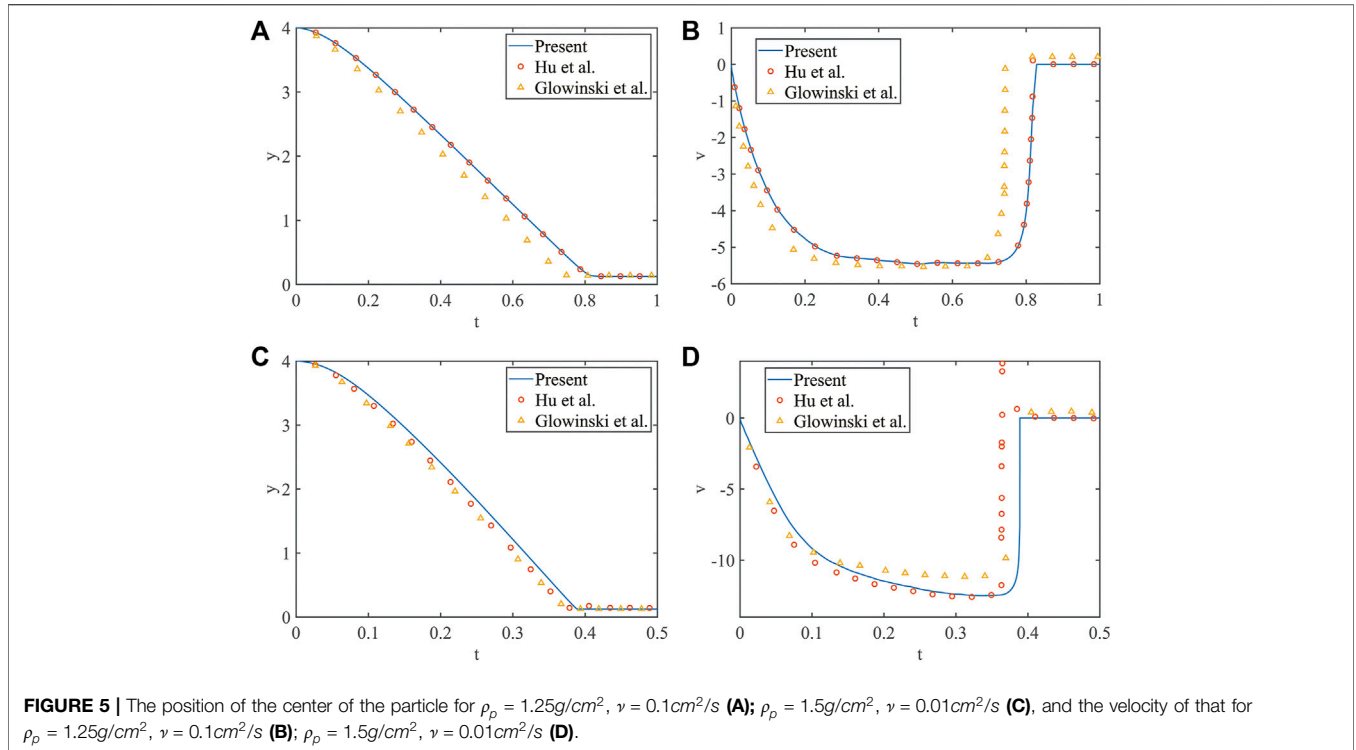 A
4
3
2
1
0
y
0
0.2
0.4
0.6
0.8
1
t
Present
Hu et al.
Glowinski et al.
B
1
0
-1
-2
-3
-4
-5
-6
v
0
0.2
0.4
0.6
0.8
1
t
Present
Hu et al.
Glowinski et al.
C
4
3
2
1
0
y
0
0.1
0.2
0.3
0.4
0.5
t
Present
Hu et al.
Glowinski et al.
D
0
-5
-10
v
0
0.1
0.2
0.3
0.4
0.5
t
Present
Hu et al.
Glowinski et al.
FIGURE 5 | The position of the center of the particle for ρₚ = 1.25g/cm², ν = 0.1cm²/s (A); ρₚ = 1.5g/cm², ν = 0.01cm²/s (C), and the velocity of that for
ρₚ = 1.25g/cm², ν = 0.1cm²/s (B); ρₚ = 1.5g/cm², ν = 0.01cm²/s (D).